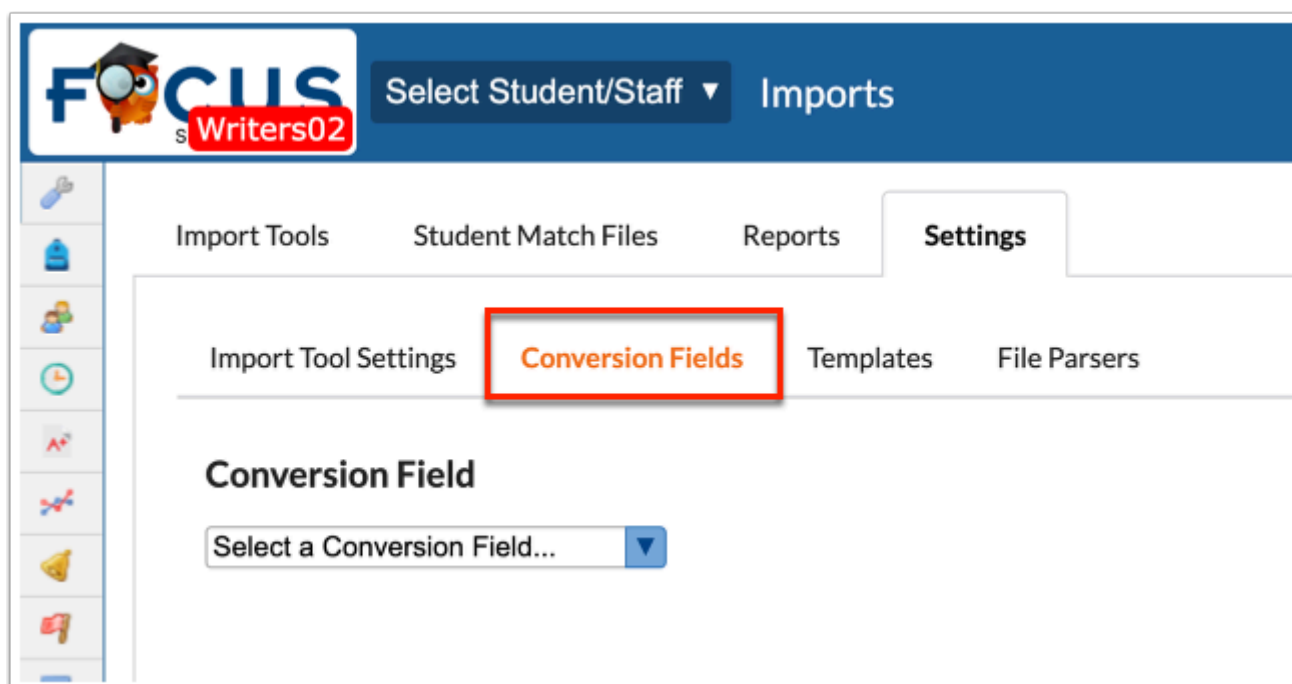 FOCUS
S
Writers02
Select Student/Staff ▼
Imports
Import Tools Student Match Files Reports Settings
Import Tool Settings Conversion Fields Templates File Parsers
Conversion Field
Select a Conversion Field...
A+